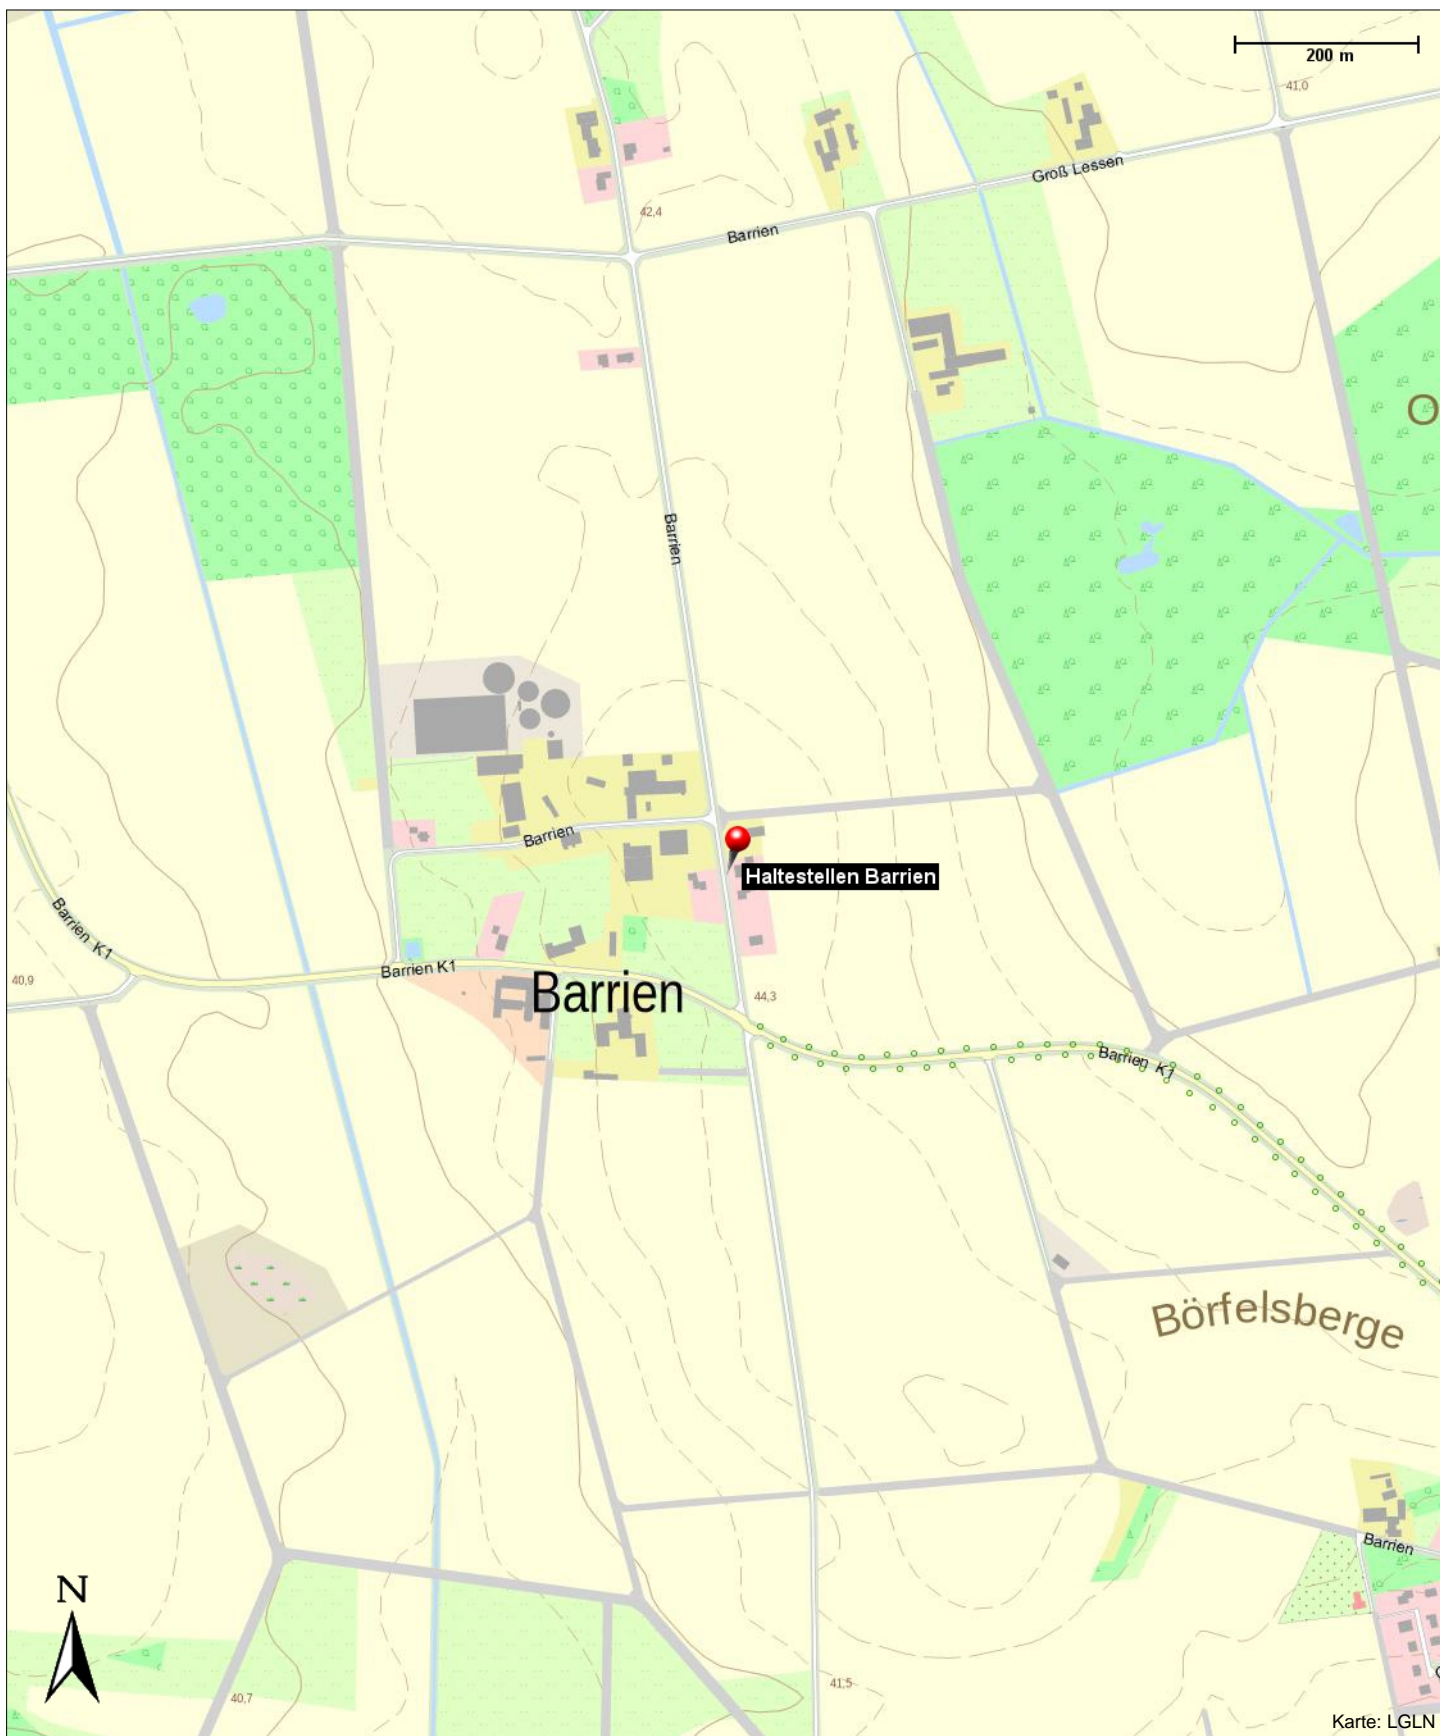 200 m
41,0
Groß Lessen
42,4
Barrien
O
Barrien
Barrien
Haltestellen Barrien
Barrien K1
Barrien K1
40,9
Barrien
44,3
Barrien K1
Börfelsberge
Barrien
N
40,7
41,5
Karte: LGLN